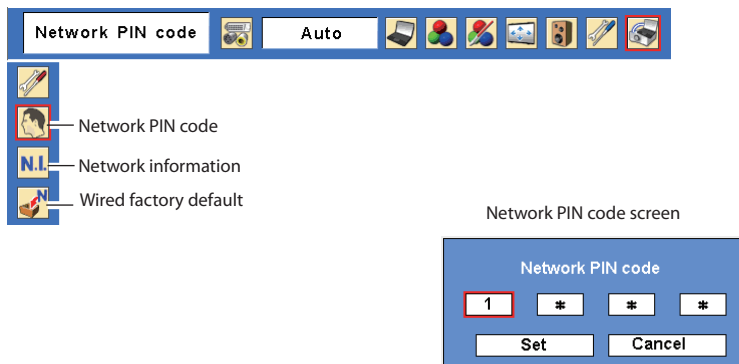 Network PIN code Auto
Network PIN code
N.I. Network information
N Wired factory default
Network PIN code screen
Network PIN code
1 * * *
Set Cancel